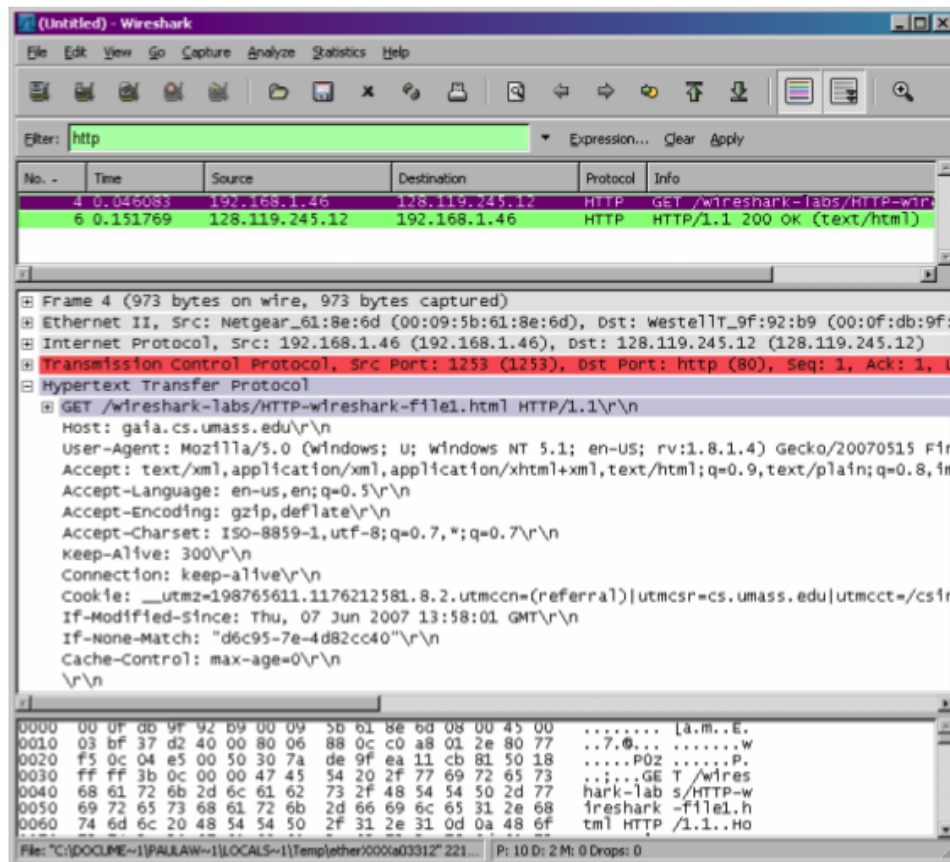 (Untitled) - Wireshark
File Edit View Go Capture Analyze Statistics Help
Filter: http Expression... Clear Apply
No. - Time Source Destination Protocol Info
4 0.046083 192.168.1.46 128.119.245.12 HTTP GET /wireshark-labs/HTTP-wire
6 0.151769 128.119.245.12 192.168.1.46 HTTP HTTP/1.1 200 OK (text/html)
Frame 4 (973 bytes on wire, 973 bytes captured)
Ethernet II, Src: Netgear_61:8e:6d (00:09:5b:61:8e:6d), Dst: WestellT_9f:92:b9 (00:0f:db:9f:
Internet Protocol, Src: 192.168.1.46 (192.168.1.46), Dst: 128.119.245.12 (128.119.245.12)
Transmission Control Protocol, Src Port: 1253 (1253), Dst Port: http (80), Seq: 1, Ack: 1, L
Hypertext Transfer Protocol
GET /wireshark-labs/HTTP-wireshark-file1.html HTTP/1.1\r\n
Host: gaia.cs.umass.edu\r\n
User-Agent: Mozilla/5.0 (Windows; U; Windows NT 5.1; en-US; rv:1.8.1.4) Gecko/20070515 Fir
Accept: text/xml,application/xml,application/xhtml+xml,text/html;q=0.9,text/plain;q=0.8,im
Accept-Language: en-us,en;q=0.5\r\n
Accept-Encoding: gzip,deflate\r\n
Accept-Charset: ISO-8859-1,utf-8;q=0.7,*;q=0.7\r\n
Keep-Alive: 300\r\n
Connection: keep-alive\r\n
Cookie: __utmz=198765611.1176212581.8.2.utmccn=(referral)|utmcsr=cs.umass.edu|utmcct=/csin
If-Modified-Since: Thu, 07 Jun 2007 13:58:01 GMT\r\n
If-None-Match: "d6c95-7e-4d82cc40"\r\n
Cache-Control: max-age=0\r\n
\r\n
0000 00 0f db 9f 92 b9 00 09 5b 61 8e 6d 08 00 45 00 ........ [a.m..E.
0010 03 bf 37 d2 40 00 80 06 88 0c c0 a8 01 2e 80 77 ..7.@... .......w
0020 f5 0c 04 e5 00 50 30 7a de 9f ea 11 cb 81 50 18 .....P0z ......P.
0030 ff ff 3b 0c 00 00 47 45 54 20 2f 77 69 72 65 73 ..;...GE T /wires
0040 68 61 72 6b 2d 6c 61 62 73 2f 48 54 54 50 2d 77 hark-lab s/HTTP-w
0050 69 72 65 73 68 61 72 6b 2d 66 69 6c 65 31 2e 68 ireshark -file1.h
0060 74 6d 6c 20 48 54 54 50 2f 31 2e 31 0d 0a 48 6f tml HTTP /1.1..Ho
File: "C:\DOCUME~1\PAULAW~1\LOCALS~1\Temp\etherXXXXa03312" 221... P: 10 D: 2 M: 0 Drops: 0